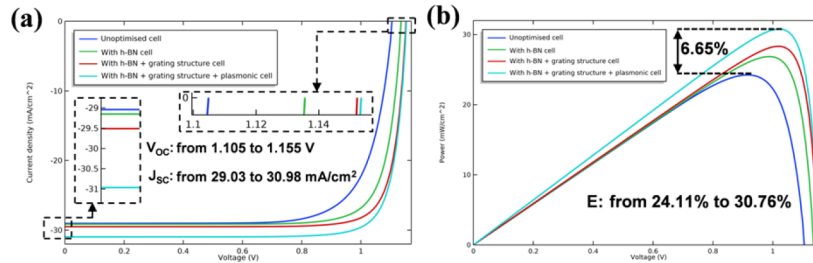 (a)
0
-10
-20
-30
Current density (mA/cm^2)
Unoptimised cell
With h-BN cell
With h-BN + grating structure cell
With h-BN + grating structure + plasmonic cell
0
1.1
1.12
1.14
-29
-29.5
-30
-30.5
-31
VOC: from 1.105 to 1.155 V
JSC: from 29.03 to 30.98 mA/cm²
0
0.2
0.4
0.6
0.8
1
Voltage (V)
(b)
30
25
20
15
10
5
0
Power (mW/cm^2)
Unoptimised cell
With h-BN cell
With h-BN + grating structure cell
With h-BN + grating structure + plasmonic cell
6.65%
E: from 24.11% to 30.76%
0
0.2
0.4
0.6
0.8
1
Voltage (V)